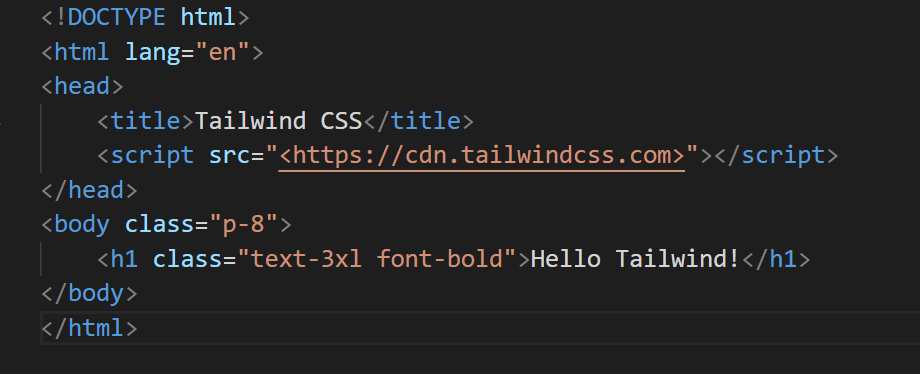 <!DOCTYPE html>
<html lang="en">
<head>
    <title>Tailwind CSS</title>
    <script src="<https://cdn.tailwindcss.com>"></script>
</head>
<body class="p-8">
    <h1 class="text-3xl font-bold">Hello Tailwind!</h1>
</body>
</html>